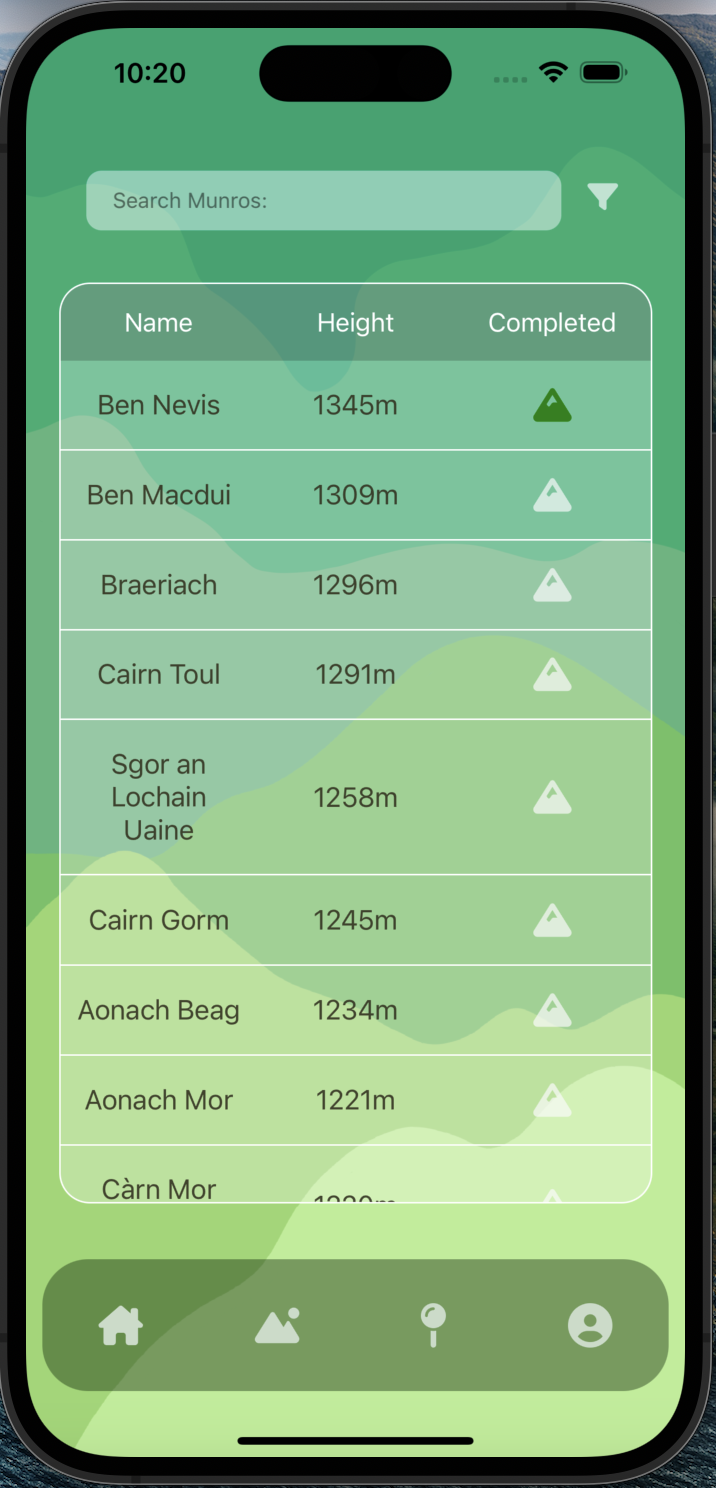 10:20
Search Munros:
Name Height Completed
Ben Nevis 1345m
Ben Macdui 1309m
Braeriach 1296m
Cairn Toul 1291m
Sgor an
Lochain 1258m
Uaine
Cairn Gorm 1245m
Aonach Beag 1234m
Aonach Mor 1221m
Càrn Mor